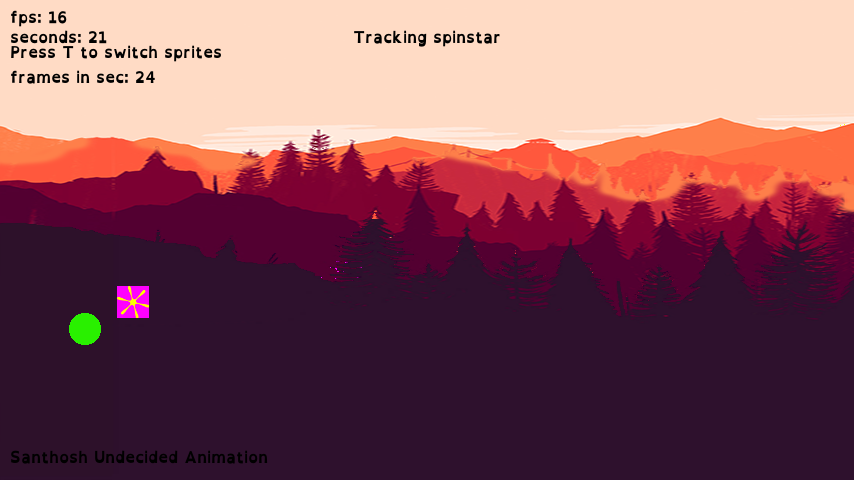 fps: 16
seconds: 21
Press T to switch sprites
frames in sec: 24
Tracking spinstar
Santhosh Undecided Animation